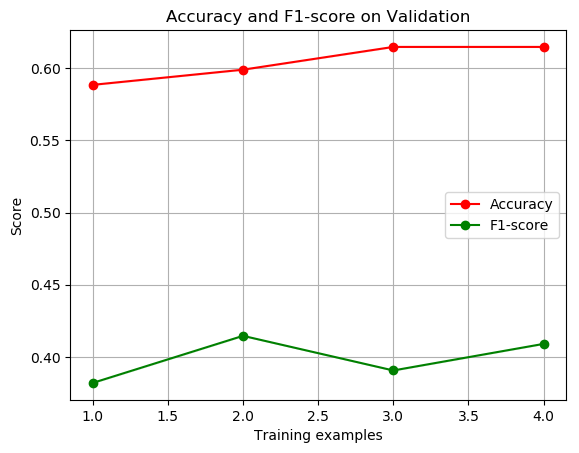 Accuracy and F1-score on Validation
Score
0.60
0.55
0.50
0.45
0.40
Accuracy
F1-score
1.0 1.5 2.0 2.5 3.0 3.5 4.0
Training examples